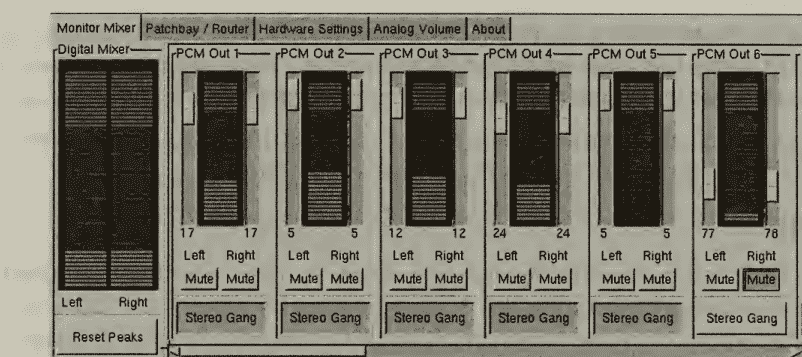 Monitor Mixer Patchbay / Router Hardware Settings Analog Volume About
Digital Mixer PCM Out 1 PCM Out 2 PCM Out 3 PCM Out 4 PCM Out 5 PCM Out 6
17 17 5 5 12 12 24 24 5 5 77 78
Left Right Left Right Left Right Left Right Left Right Left Right
Mute Mute Mute Mute Mute Mute Mute Mute Mute Mute Mute Mute
Left Right
Stereo Gang Stereo Gang Stereo Gang Stereo Gang Stereo Gang Stereo Gang
Reset Peaks